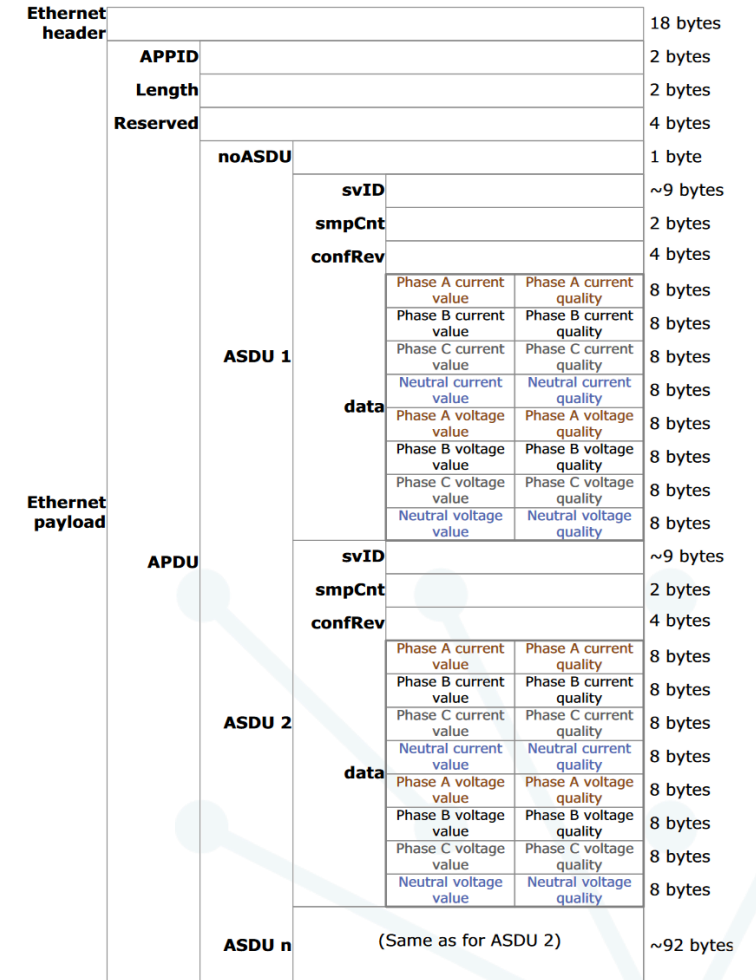 Ethernet
header
18 bytes
APPID
2 bytes
Length
2 bytes
Reserved
4 bytes
noASDU
1 byte
svID
~9 bytes
smpCnt
2 bytes
confRev
4 bytes
Phase A current
value
Phase A current
quality
8 bytes
Phase B current
value
Phase B current
quality
8 bytes
ASDU 1
Phase C current
value
Phase C current
quality
8 bytes
Neutral current
value
Neutral current
quality
8 bytes
data
Phase A voltage
value
Phase A voltage
quality
8 bytes
Phase B voltage
value
Phase B voltage
quality
8 bytes
Phase C voltage
value
Phase C voltage
quality
8 bytes
Ethernet
payload
Neutral voltage
value
Neutral voltage
quality
8 bytes
APDU
svID
~9 bytes
smpCnt
2 bytes
confRev
4 bytes
Phase A current
value
Phase A current
quality
8 bytes
Phase B current
value
Phase B current
quality
8 bytes
ASDU 2
Phase C current
value
Phase C current
quality
8 bytes
Neutral current
value
Neutral current
quality
8 bytes
data
Phase A voltage
value
Phase A voltage
quality
8 bytes
Phase B voltage
value
Phase B voltage
quality
8 bytes
Phase C voltage
value
Phase C voltage
quality
8 bytes
Neutral voltage
value
Neutral voltage
quality
8 bytes
ASDU n
(Same as for ASDU 2)
~92 bytes